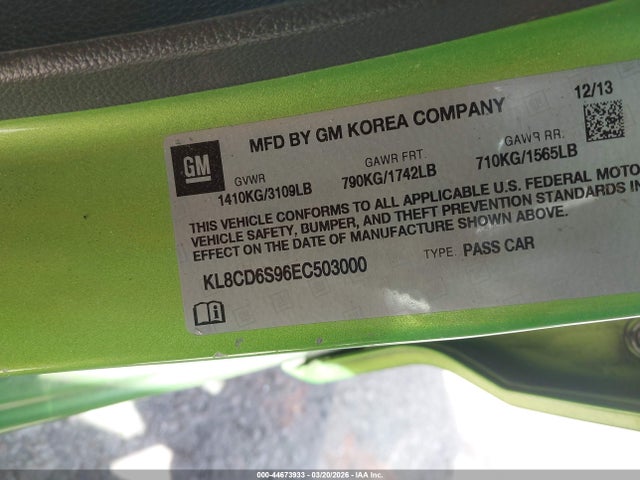 12/13
MFD BY GM KOREA COMPANY
GM
GVWR
1410KG/3109LB
GAWR FRT.
790KG/1742LB
GAWR RR.
710KG/1565LB
THIS VEHICLE CONFORMS TO ALL APPLICABLE U.S. FEDERAL MOTO
VEHICLE SAFETY, BUMPER, AND THEFT PREVENTION STANDARDS IN
EFFECT ON THE DATE OF MANUFACTURE SHOWN ABOVE.
KL8CD6S96EC503000
TYPE: PASS CAR
000-44673933 - 03/20/2026 - IAA Inc.